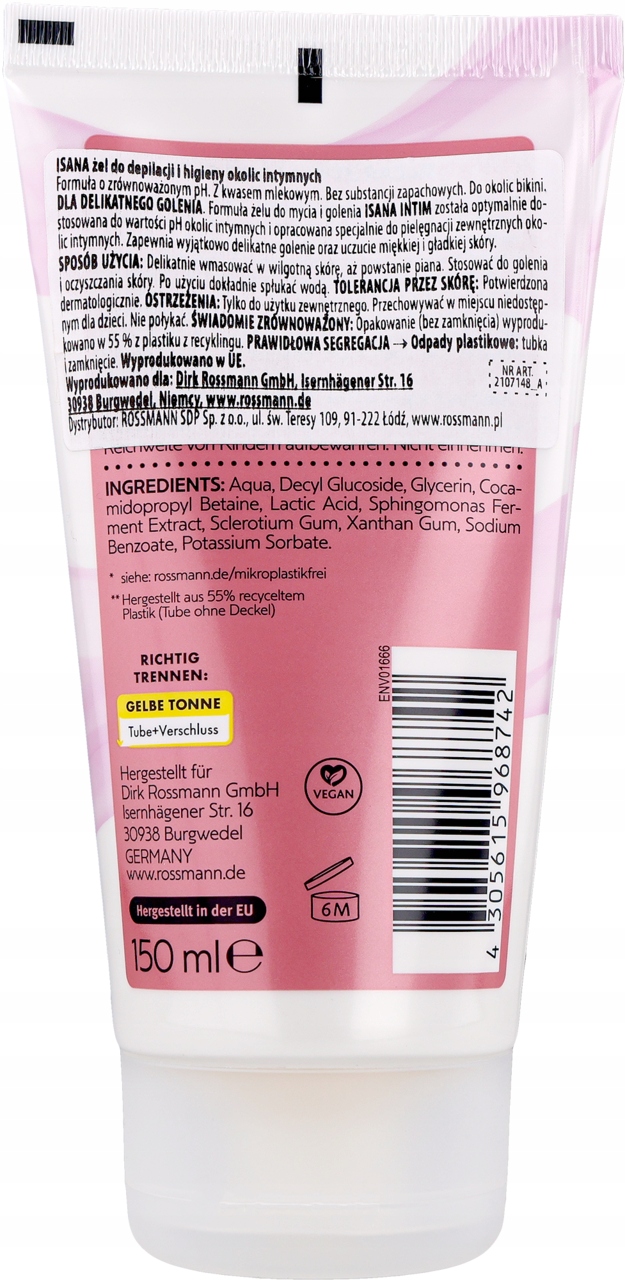 ISANA żel do depilacji i higieny okolic intymnych
Formuła o zrównoważonym pH. Z kwasem mlekowym. Bez substancji zapachowych. Do okolic bikini.
DLA DELIKATNEGO GOLENIA. Formuła żelu do mycia i golenia ISANA INTIM została optymalnie do-
stosowana do wartości pH okolic intymnych i opracowana specjalnie do pielęgnacji zewnętrznych oko-
lic intymnych. Zapewnia wyjątkowo delikatne golenie oraz uczucie miękkiej i gładkiej skóry.
SPOSÓB UŻYCIA: Delikatnie wmasować w wilgotną skórę, aż powstanie piana. Stosować do golenia
i oczyszczania skóry. Po użyciu dokładnie spłukać wodą. TOLERANCJA PRZEZ SKÓRĘ: Potwierdzona
dermatologicznie. OSTRZEŻENIA: Tylko do użytku zewnętrznego. Przechowywać w miejscu niedostęp-
nym dla dzieci. Nie połykać. ŚWIADOMIE ZRÓWNOWAŻONY: Opakowanie (bez zamknięcia) wyprodu-
kowano w 55 % z plastiku z recyklingu. PRAWIDŁOWA SEGREGACJA → Odpady plastikowe: tubka
i zamknięcie. Wyprodukowano w UE.
Wyprodukowano dla: Dirk Rossmann GmbH, Isernhägener Str. 16
30938 Burgwedel, Niemcy, www.rossmann.de
Dystrybutor: ROSSMANN SDP Sp. z o.o., ul. św. Teresy 109, 91-222 Łódź, www.rossmann.pl
NR ART.
2107148_A
Reichweite von Kindern aufbewahren. Nicht einnehmen.
INGREDIENTS: Aqua, Decyl Glucoside, Glycerin, Coca-
midopropyl Betaine, Lactic Acid, Sphingomonas Fer-
ment Extract, Sclerotium Gum, Xanthan Gum, Sodium
Benzoate, Potassium Sorbate.
* siehe: rossmann.de/mikroplastikfrei
** Hergestellt aus 55% recyceltem
Plastik (Tube ohne Deckel)
RICHTIG
TRENNEN:
GELBE TONNE
Tube+Verschluss
Hergestellt für
Dirk Rossmann GmbH
Isernhägener Str. 16
30938 Burgwedel
GERMANY
www.rossmann.de
Hergestellt in der EU
150 ml e
VEGAN
6M
ENV01666
4 305615 968742